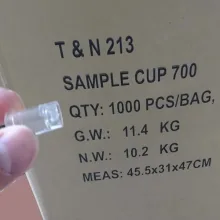 T & N 213
SAMPLE CUP 700
QTY: 1000 PCS/BAG,
G.W.: 11.4 KG
N.W.: 10.2 KG
MEAS: 45.5x31x47CM